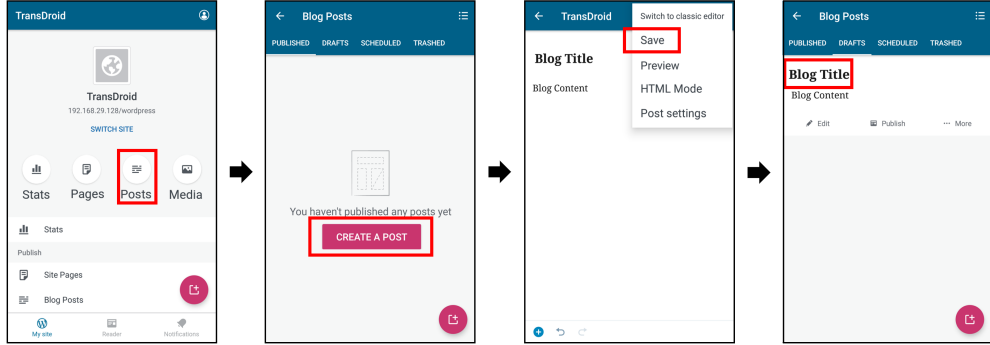 TransDroid
TransDroid
192.168.29.128/wordpress
SWITCH SITE
Stats Pages Posts Media
Stats
Publish
Site Pages
Blog Posts
My site Reader Notifications
Blog Posts
PUBLISHED DRAFTS SCHEDULED TRASHED
You haven't published any posts yet
CREATE A POST
TransDroid
Switch to classic editor
Save
Preview
HTML Mode
Post settings
Blog Title
Blog Content
Blog Posts
PUBLISHED DRAFTS SCHEDULED TRASHED
Blog Title
Blog Content
Edit Publish More